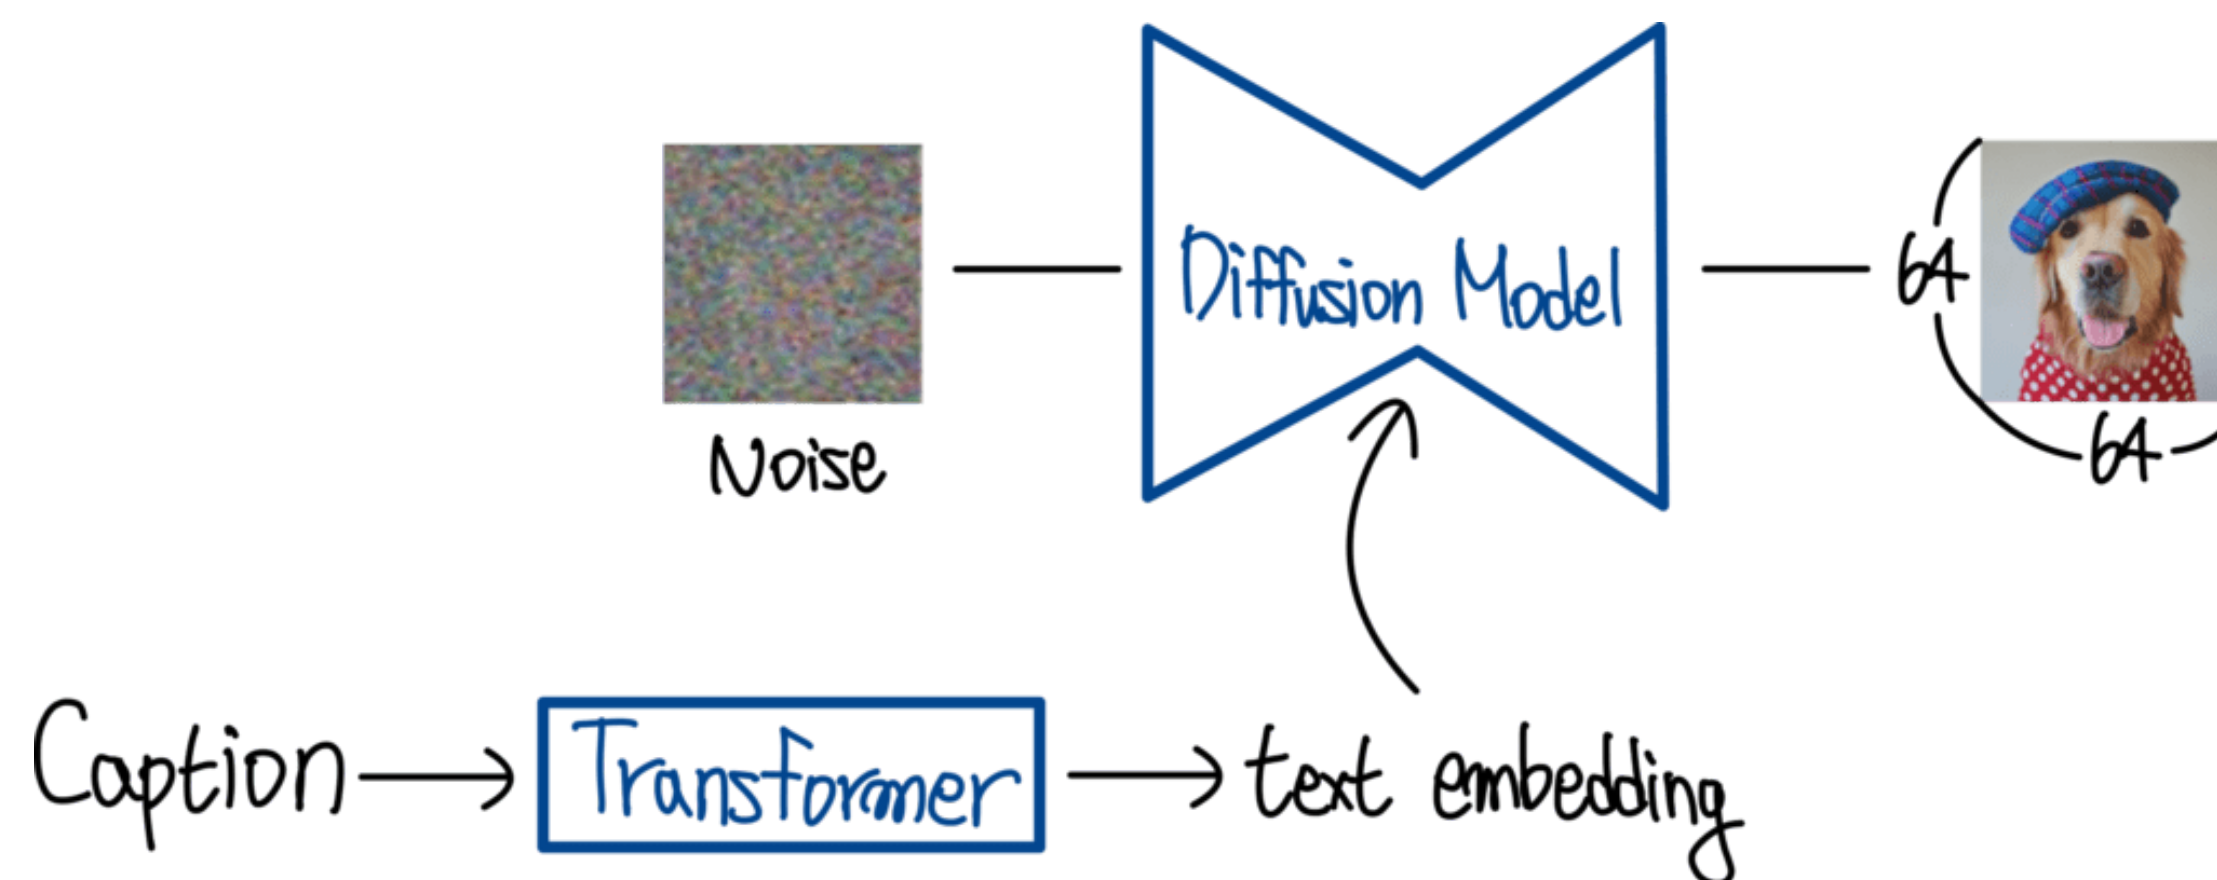 Diffusion Model
64
Noise
64
Caption
Transformer
text embedding